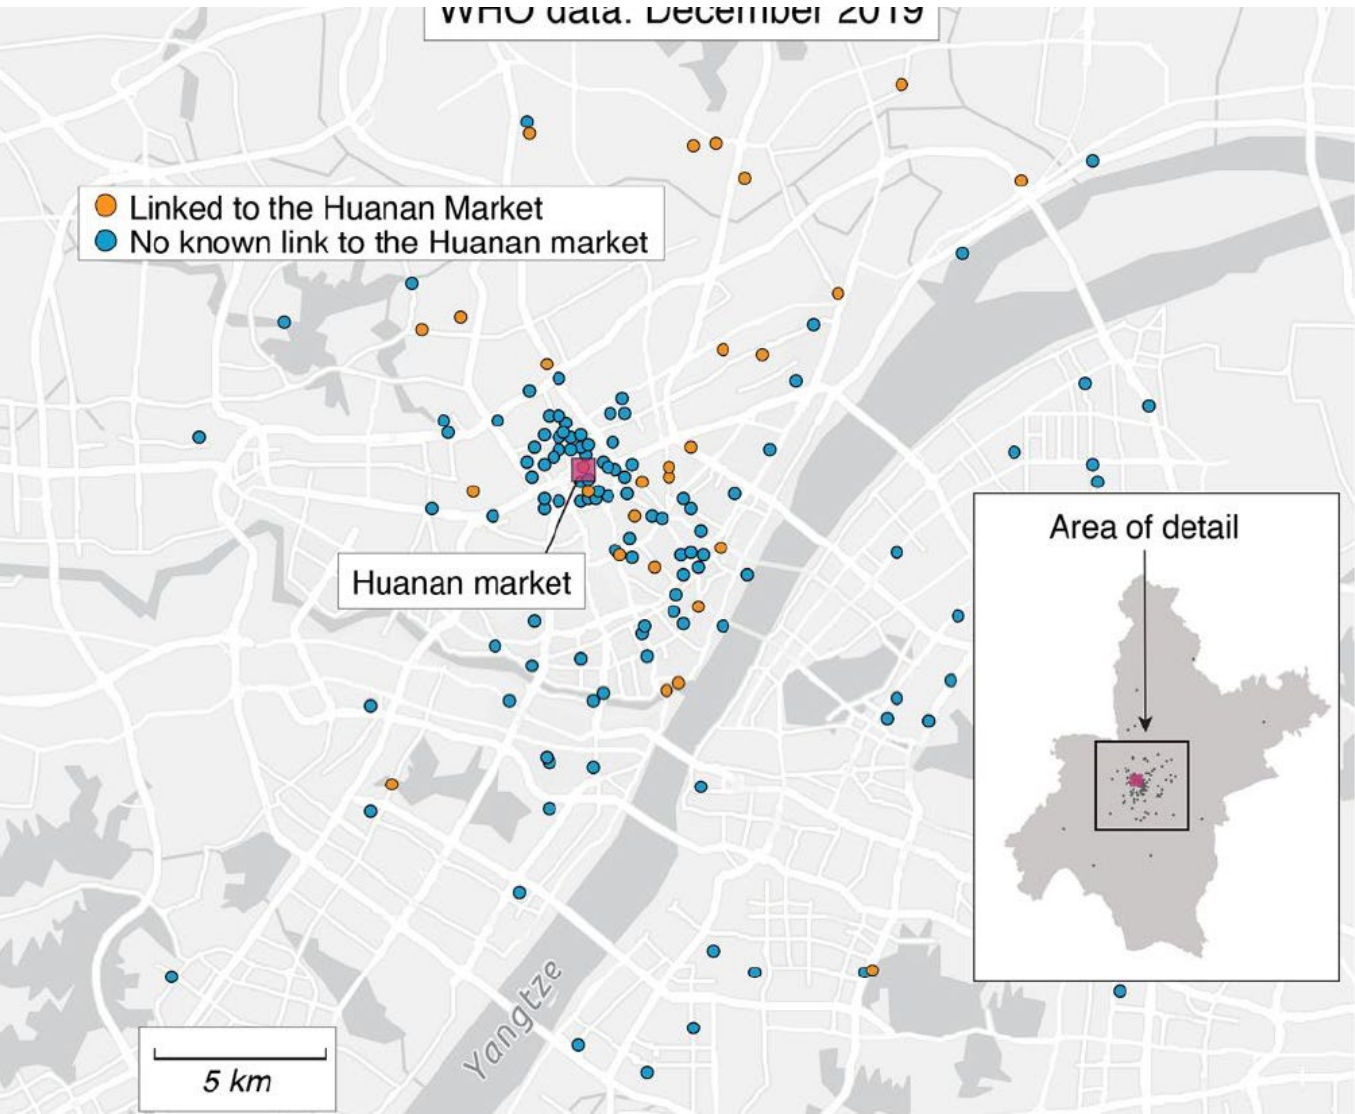 WHO data: December 2019
Linked to the Huanan Market
No known link to the Huanan market
Huanan market
Area of detail
Yangtze
5 km